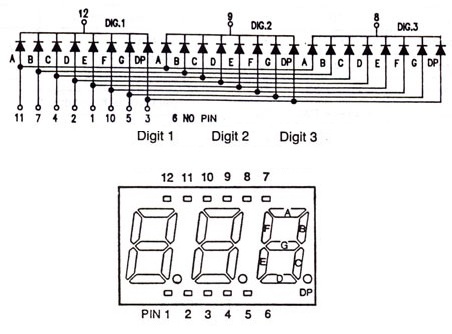 12 9 8
DIG.1 DIG.2 DIG.3
A B C D E F G DP A B C D E F G DP A B C D E F G DP
11 7 4 2 1 10 5 3 6 NO PIN
Digit 1 Digit 2 Digit 3
12 11 10 9 8 7
A
F B
G
E C
D
DP
PIN 1 2 3 4 5 6